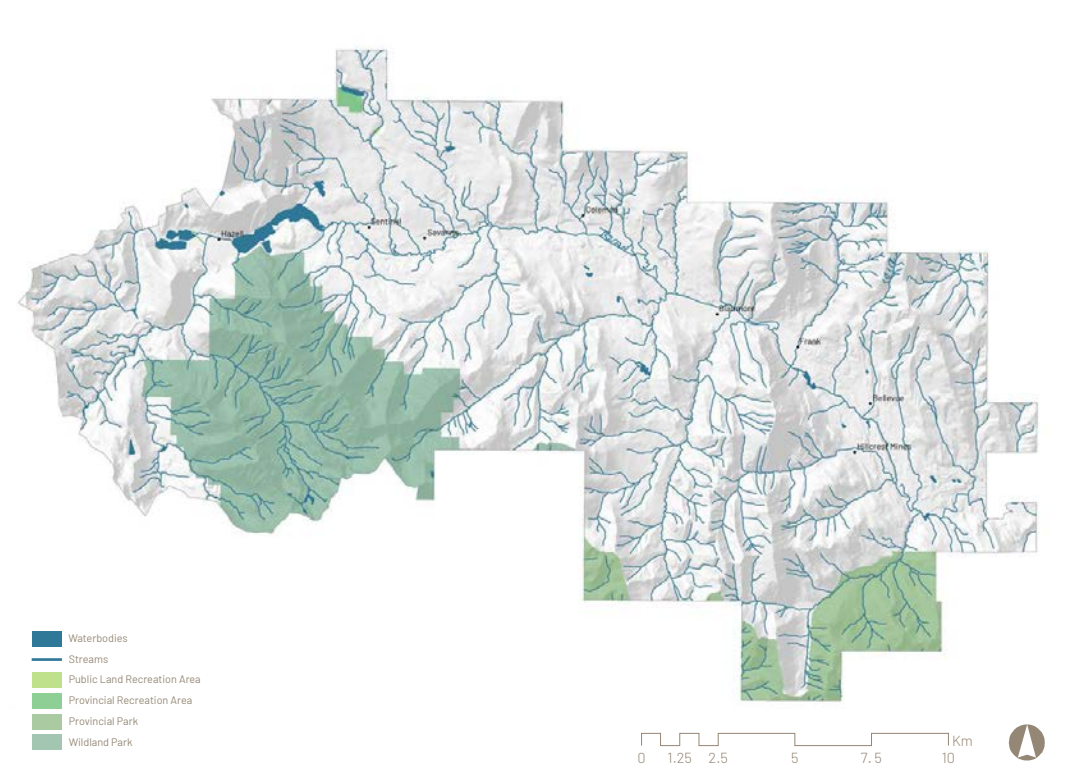 Sentinel
Hazell
Savanna
Coleman
Blairmore
Frank
Bellevue
Hillcrest Mines
Waterbodies
Streams
Public Land Recreation Area
Provincial Recreation Area
Provincial Park
Wildland Park
Km
0 1.25 2.5 5 7.5 10